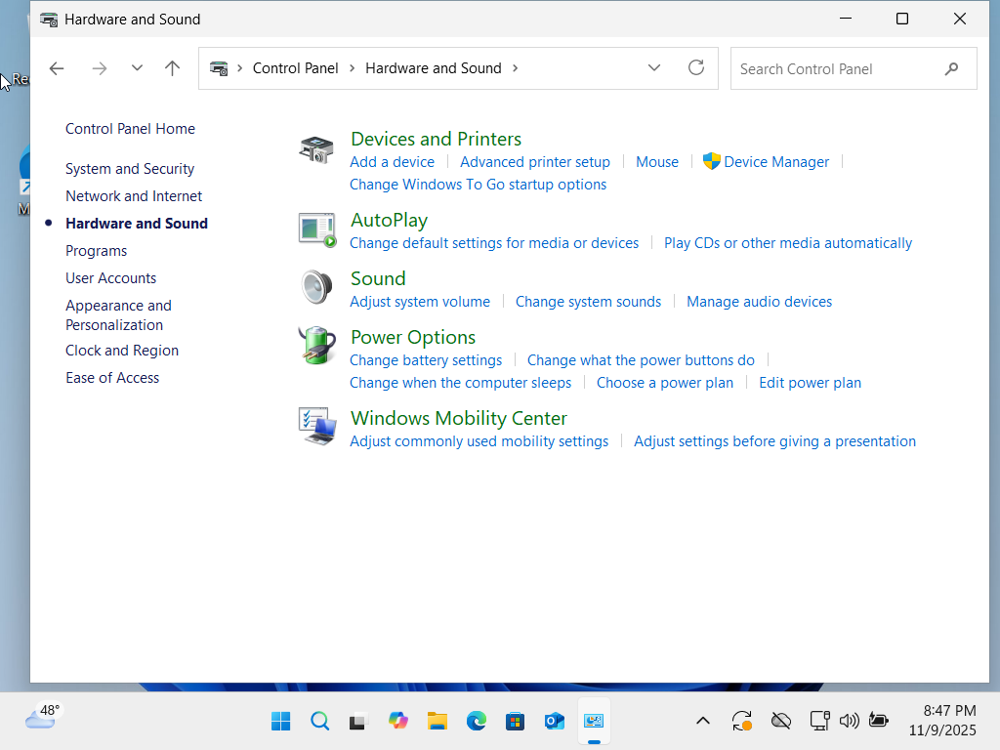 Hardware and Sound
Control Panel
Hardware and Sound
Search Control Panel
Control Panel Home
System and Security
Network and Internet
Hardware and Sound
Programs
User Accounts
Appearance and
Personalization
Clock and Region
Ease of Access
Devices and Printers
Add a device
Advanced printer setup
Mouse
Device Manager
Change Windows To Go startup options
AutoPlay
Change default settings for media or devices
Play CDs or other media automatically
Sound
Adjust system volume
Change system sounds
Manage audio devices
Power Options
Change battery settings
Change what the power buttons do
Change when the computer sleeps
Choose a power plan
Edit power plan
Windows Mobility Center
Adjust commonly used mobility settings
Adjust settings before giving a presentation
48°
8:47 PM
11/9/2025